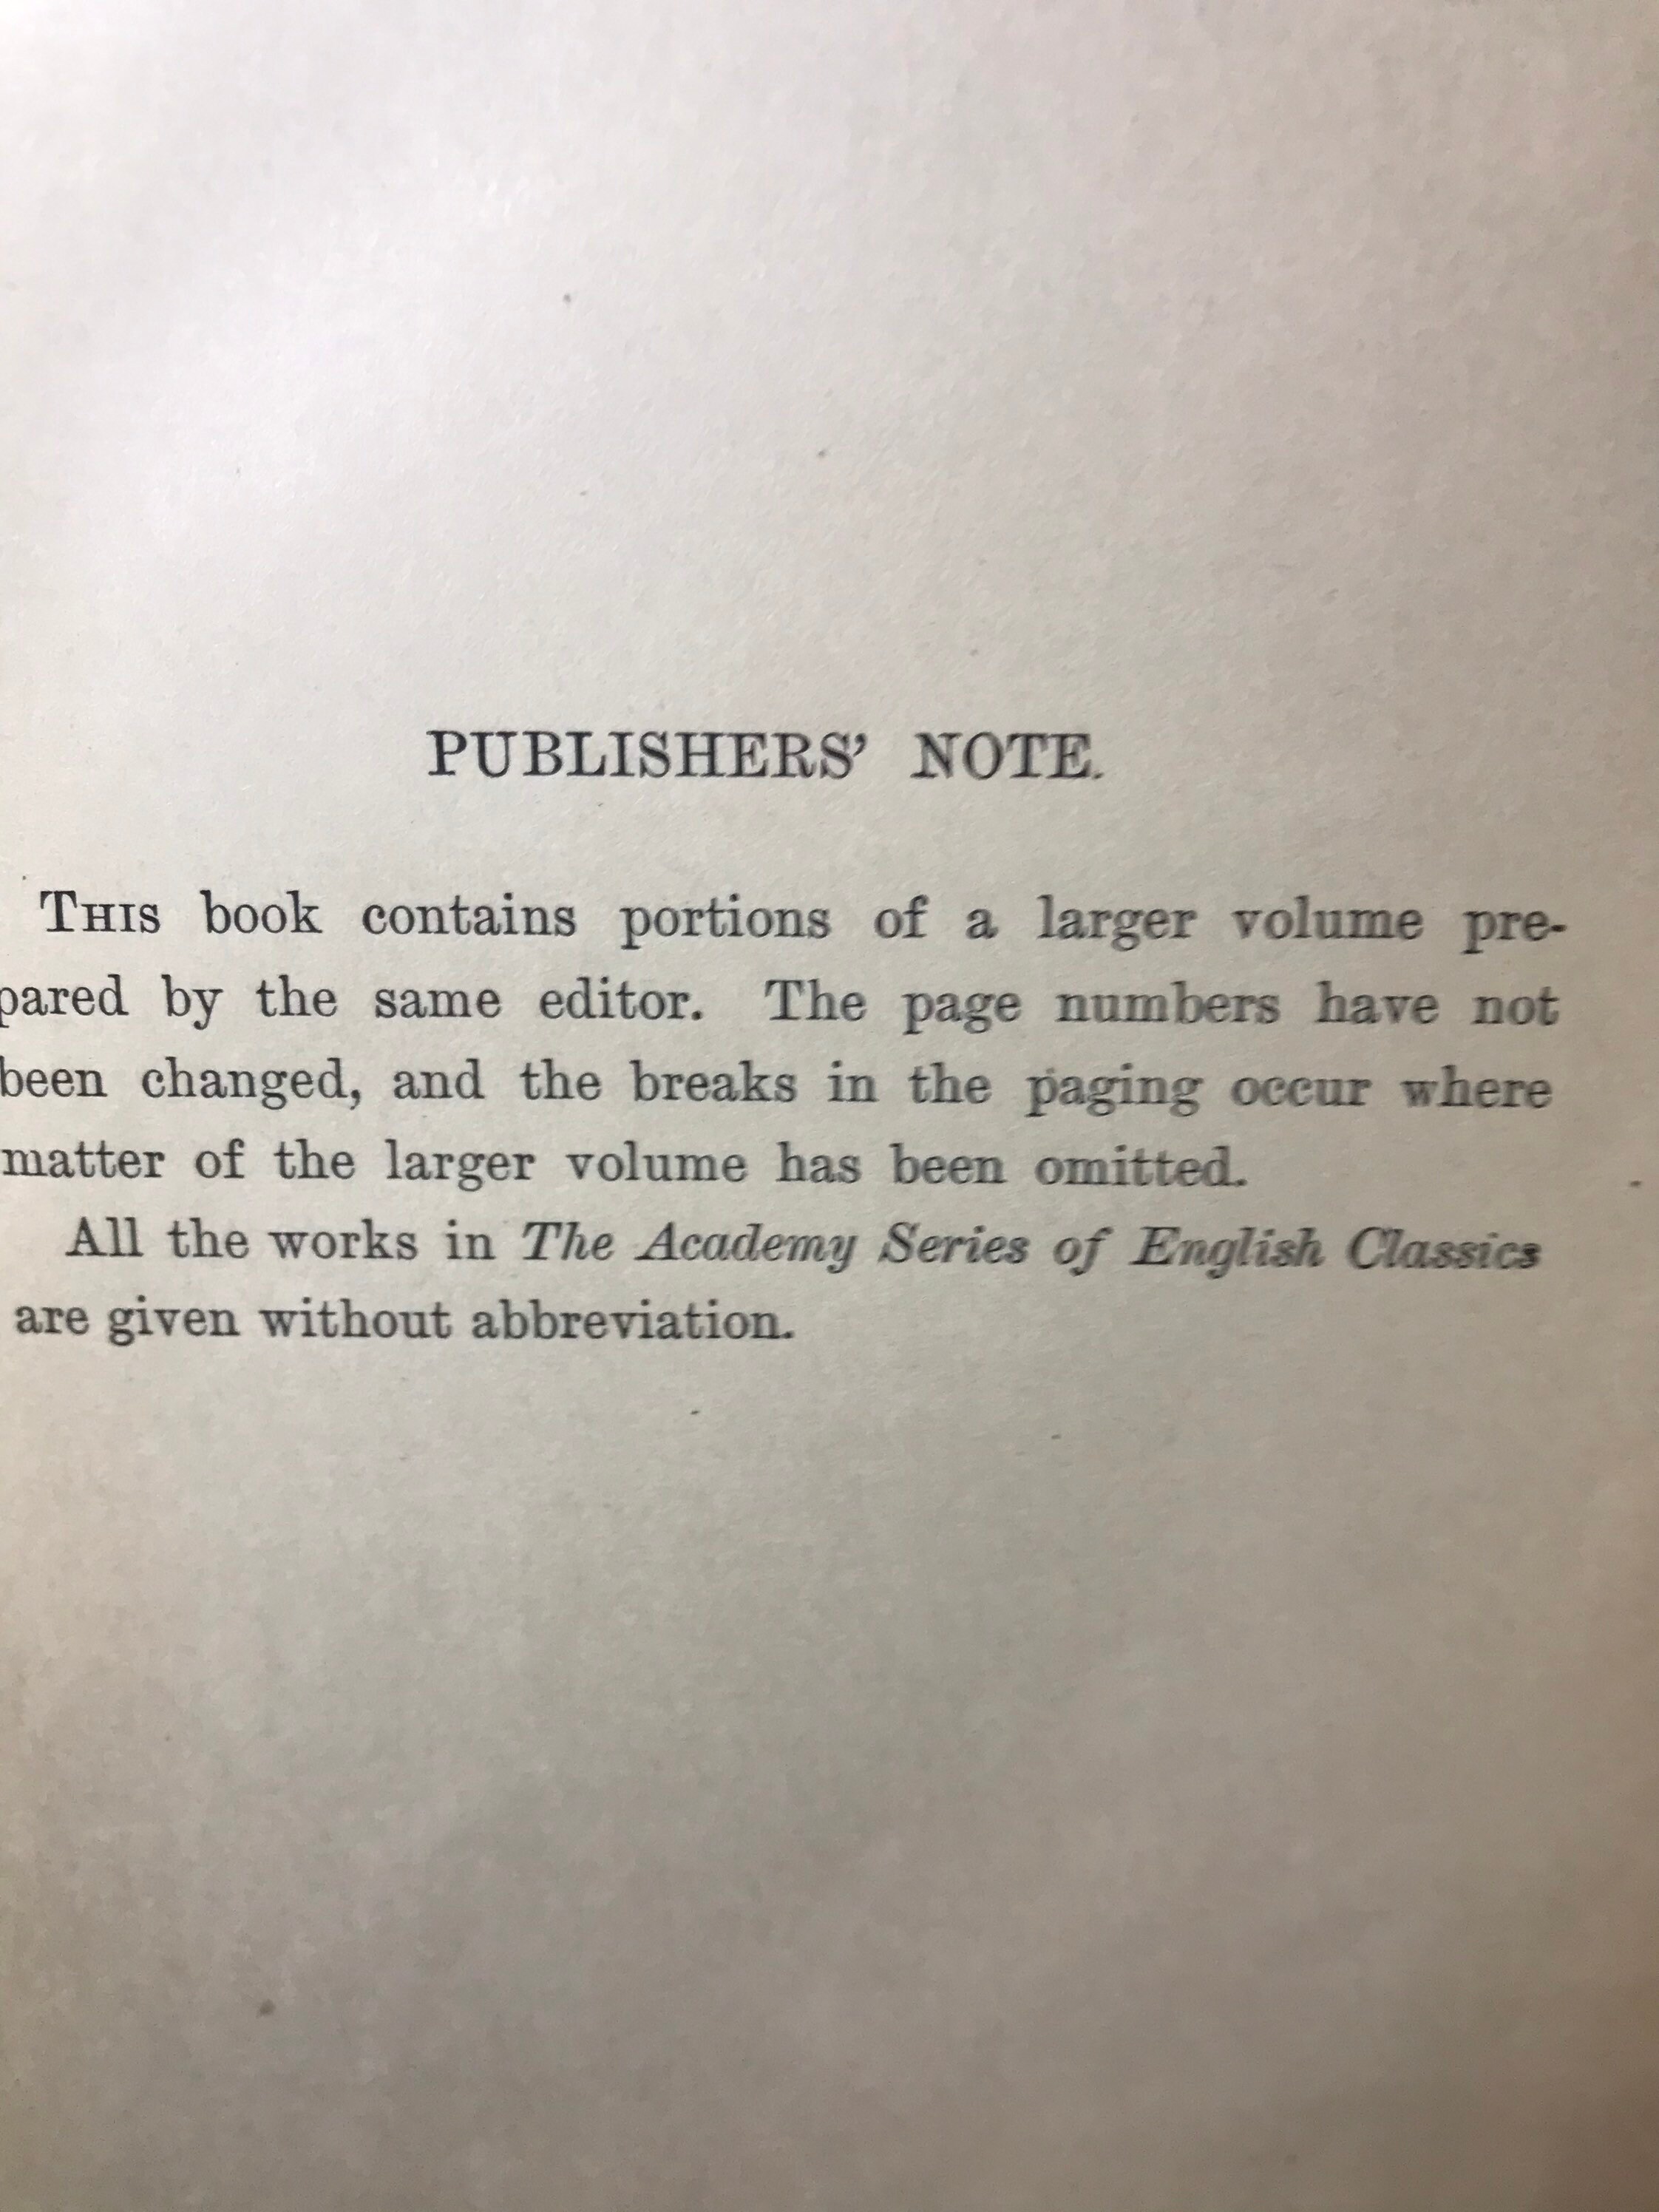 PUBLISHERS’ NOTE.
THIS book contains portions of a larger volume pre-
pared by the same editor. The page numbers have not
been changed, and the breaks in the paging occur where
matter of the larger volume has been omitted.
All the works in The Academy Series of English Classics
are given without abbreviation.